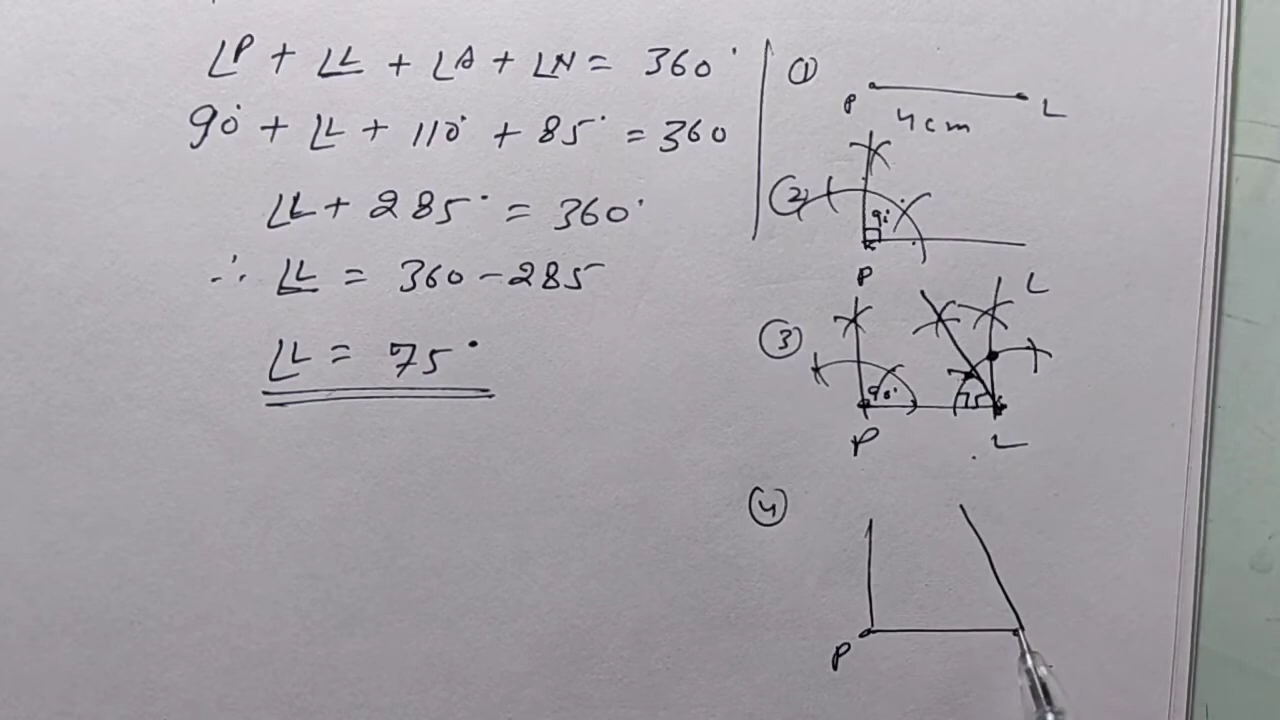 ∠P + ∠L + ∠A + ∠N = 360°
90° + ∠L + 110° + 85° = 360
∠L + 285° = 360°
∴ ∠L = 360 - 285
∠L = 75°
①
P L
4cm
②
90°
P L
③
90° 75°
P L
④
P